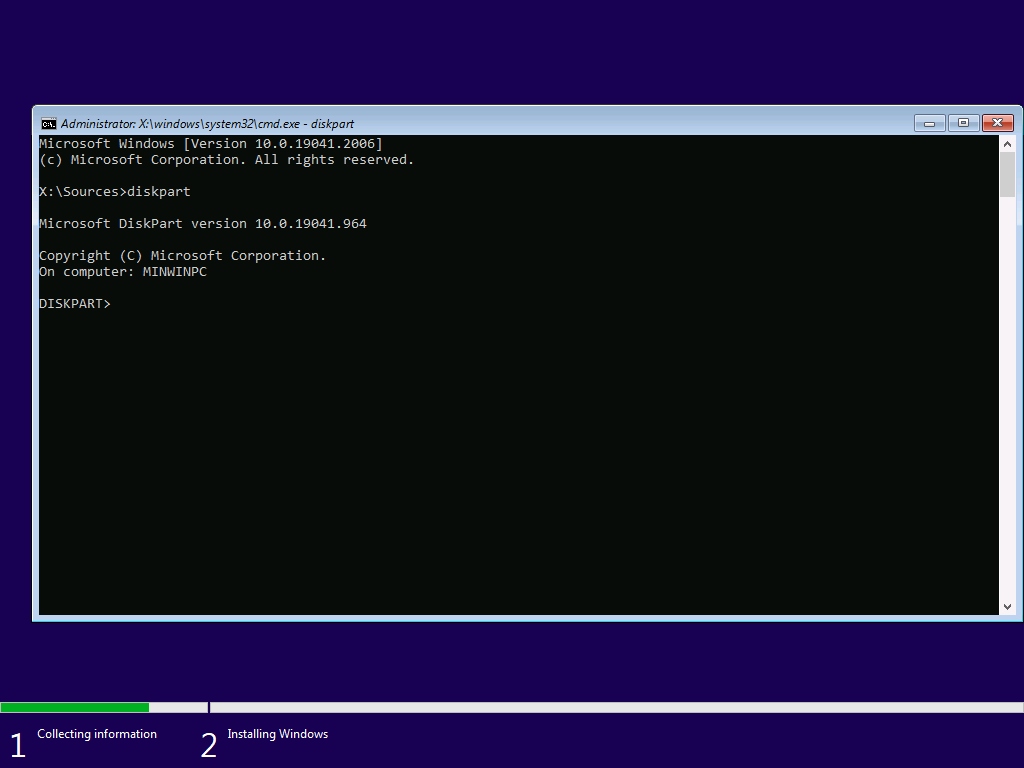 Administrator: X:\windows\system32\cmd.exe - diskpart
Microsoft Windows [Version 10.0.19041.2006]
(c) Microsoft Corporation. All rights reserved.
X:\Sources>diskpart
Microsoft DiskPart version 10.0.19041.964
Copyright (C) Microsoft Corporation.
On computer: MINWINPC
DISKPART>
1 Collecting information
2 Installing Windows